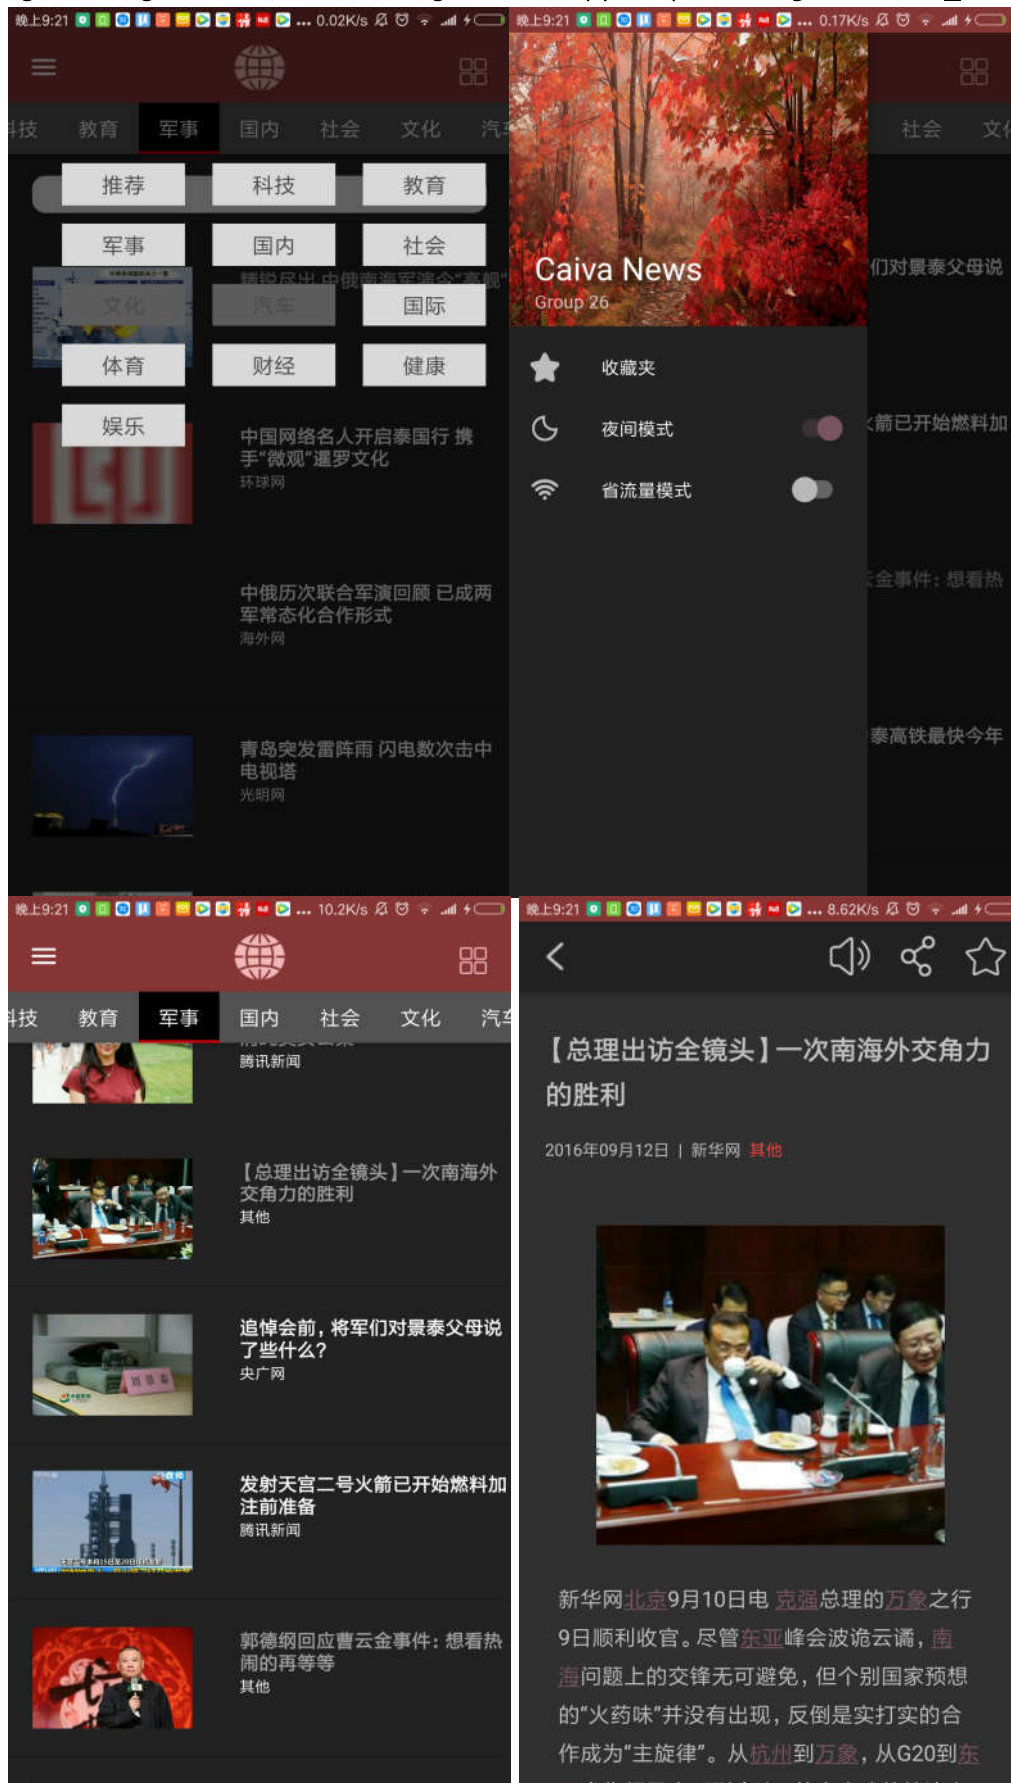 晚上9:21 ... 0.02K/s
科技 教育 军事 国内 社会 文化
推荐 科技 教育
军事 国内 社会
文化 汽车 国际
体育 财经 健康
娱乐
中国网络名人开启泰国行 携
手“微观”暹罗文化
环球网
中俄历次联合军演回顾 已成两
军常态化合作形式
海外网
青岛突发雷阵雨 闪电数次击中
电视塔
光明网
晚上9:21 ... 0.17K/s
社会
Caiva News
Group 26
收藏夹
夜间模式
省流量模式
们对景泰父母说
箭已开始燃料加
金事件：想看热
泰高铁最快今年
晚上9:21 ... 10.2K/s
科技 教育 军事 国内 社会 文化 汽车
腾讯新闻
【总理出访全镜头】一次南海外
交角力的胜利
其他
追悼会前，将军们对景泰父母说
了些什么？
央广网
发射天宫二号火箭已开始燃料加
注前准备
腾讯新闻
郭德纲回应曹云金事件：想看热
闹的再等等
其他
晚上9:21 ... 8.62K/s
【总理出访全镜头】一次南海外交角力
的胜利
2016年09月12日 | 新华网 其他
新华网北京9月10日电 克强总理的万象之行
9日顺利收官。尽管东亚峰会波诡云谲，南
海问题上的交锋无可避免，但个别国家预想
的“火药味”并没有出现，反倒是实打实的合
作成为“主旋律”。从杭州到万象，从G20到东